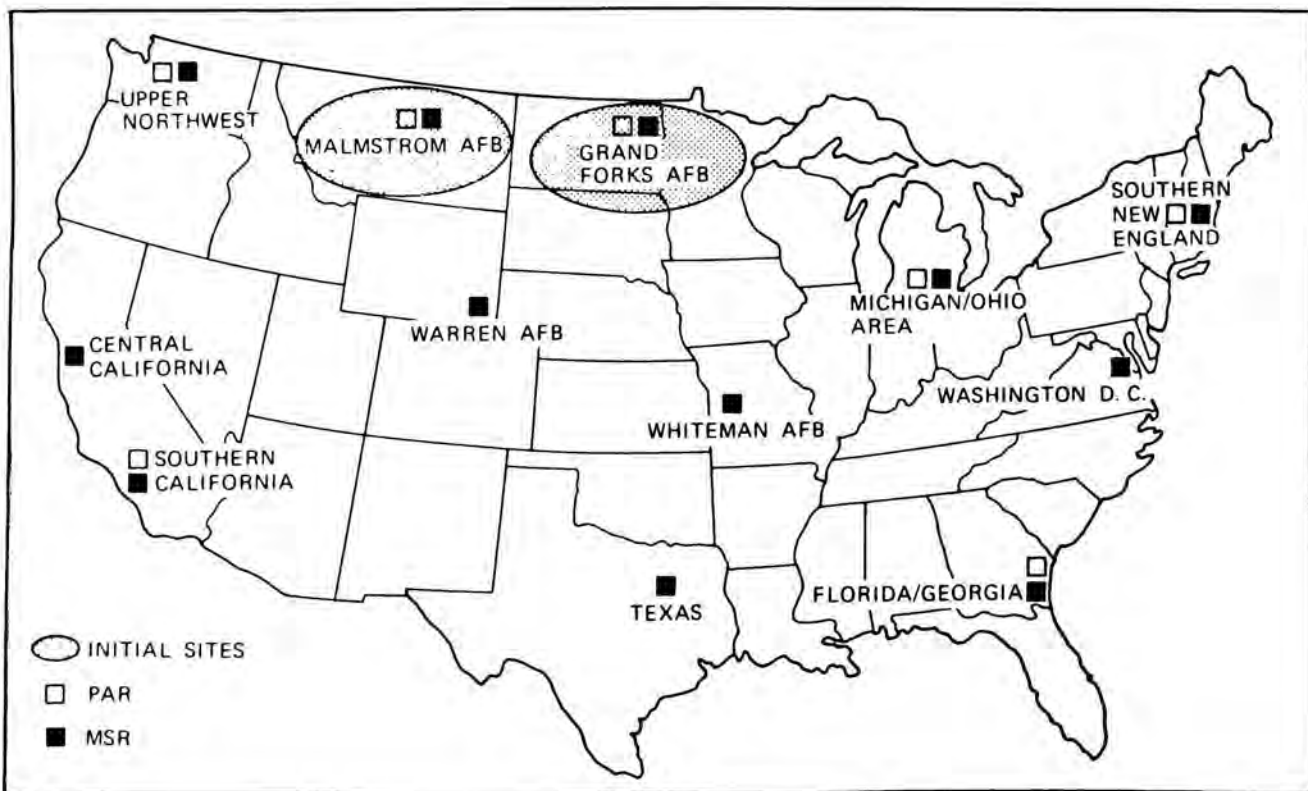 UPPER
NORTHWEST
MALMSTROM AFB
GRAND
FORKS AFB
SOUTHERN
NEW
ENGLAND
MICHIGAN/OHIO
AREA
WARREN AFB
CENTRAL
CALIFORNIA
WASHINGTON D.C.
WHITEMAN AFB
SOUTHERN
CALIFORNIA
FLORIDA/GEORGIA
TEXAS
INITIAL SITES
PAR
MSR